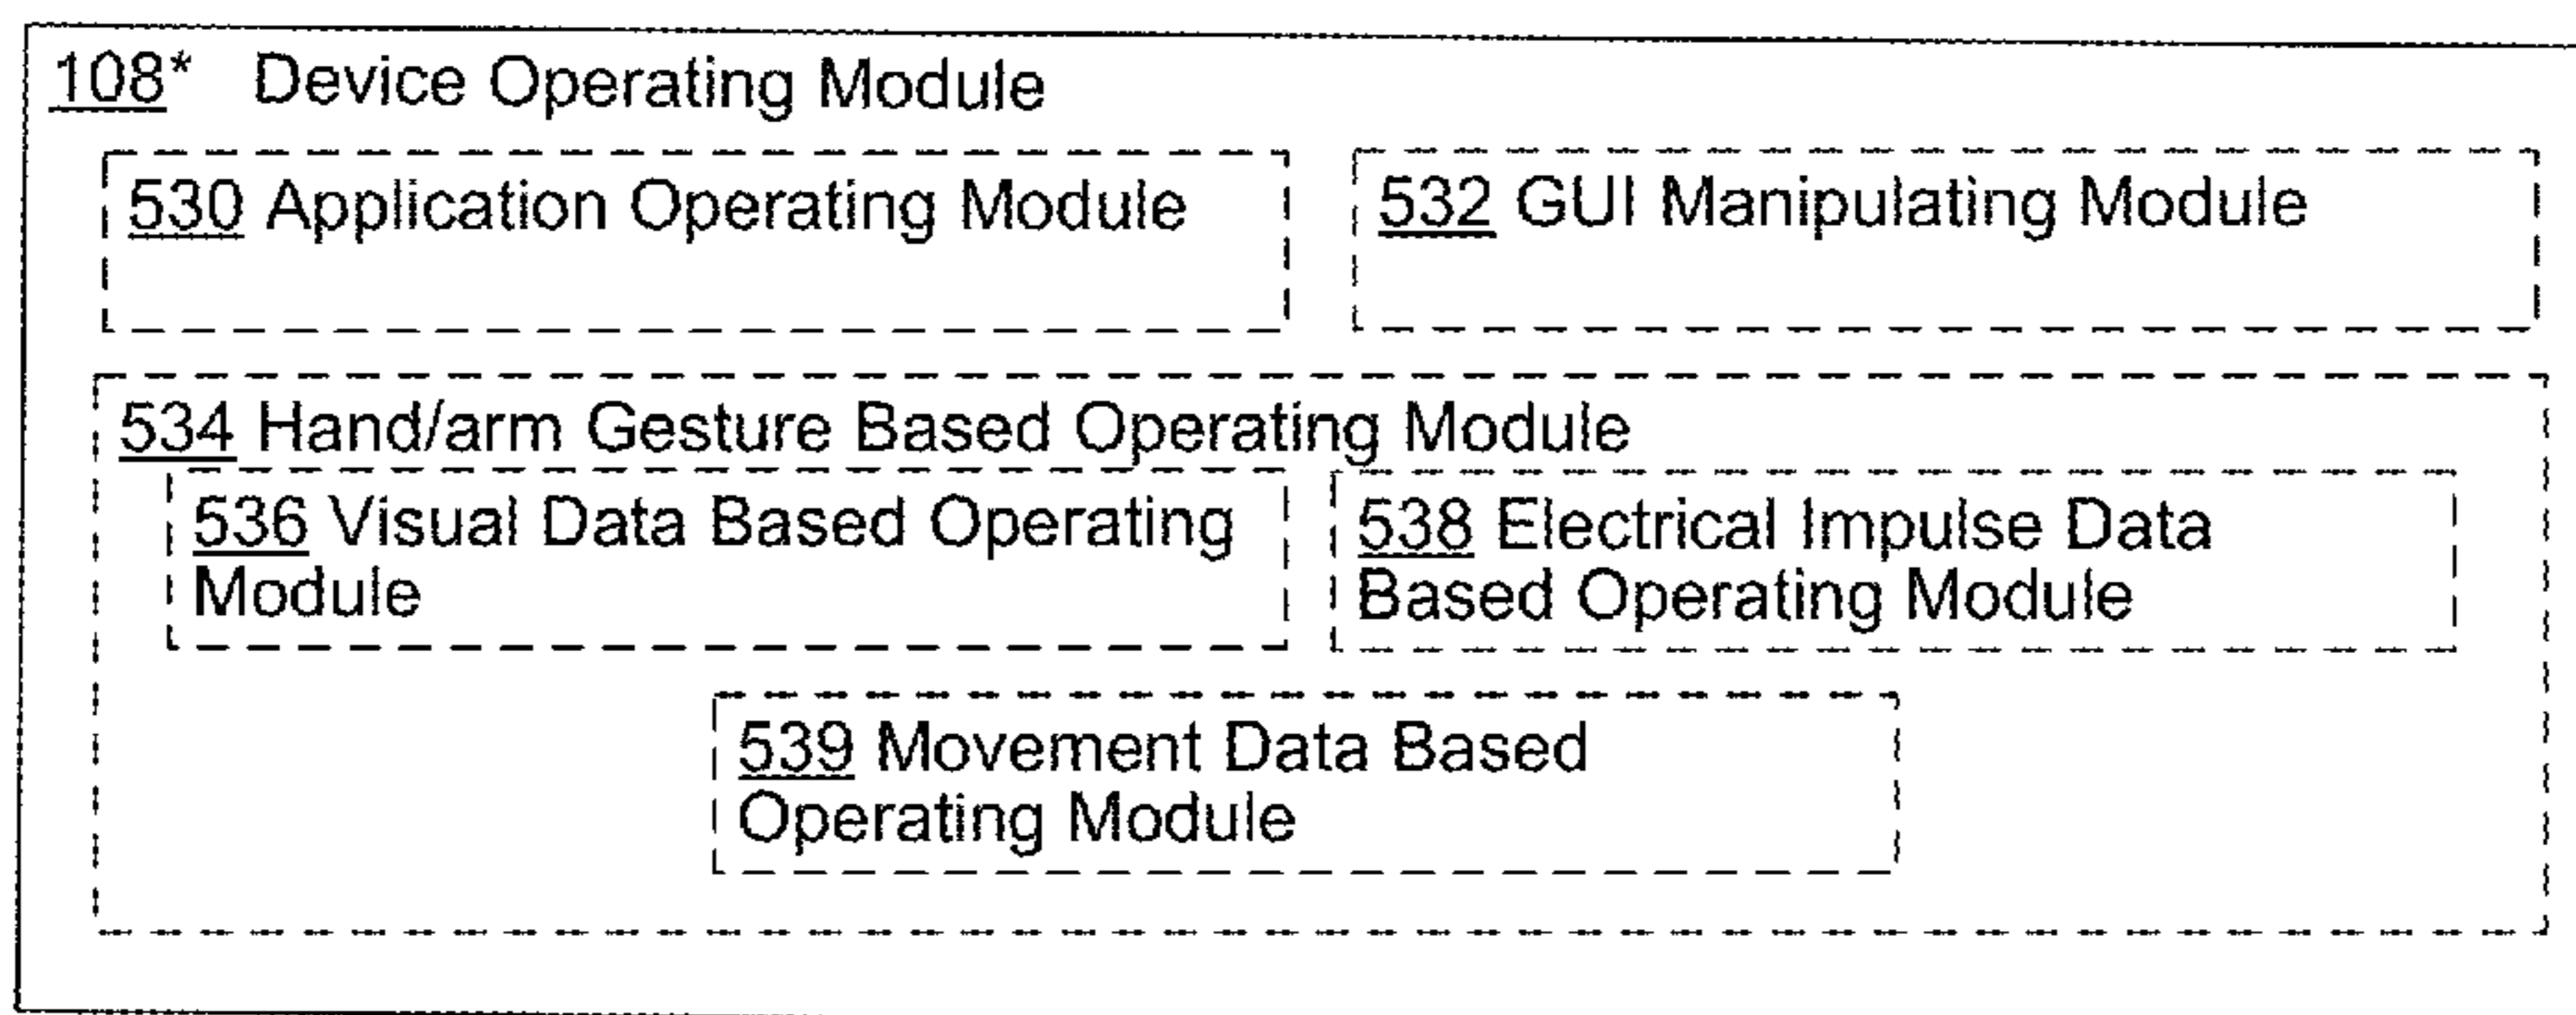 108* Device Operating Module
530 Application Operating Module
532 GUI Manipulating Module
534 Hand/arm Gesture Based Operating Module
536 Visual Data Based Operating
Module
538 Electrical Impulse Data
Based Operating Module
539 Movement Data Based
Operating Module